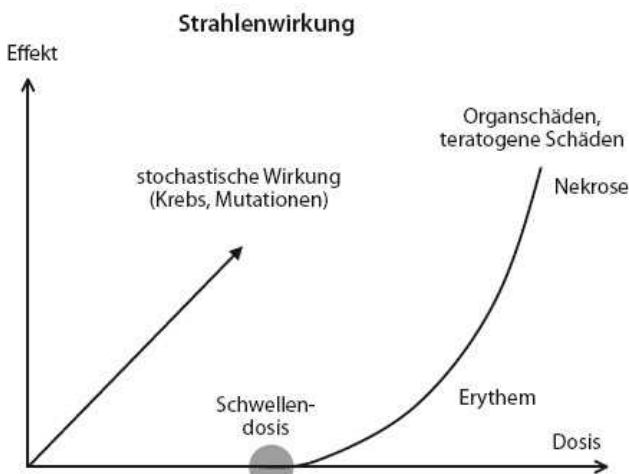 Strahlenwirkung
Effekt
Organschäden,
teratogene Schäden
stochastische Wirkung
(Krebs, Mutationen)
Nekrose
Schwellen-
dosis
Erythem
Dosis